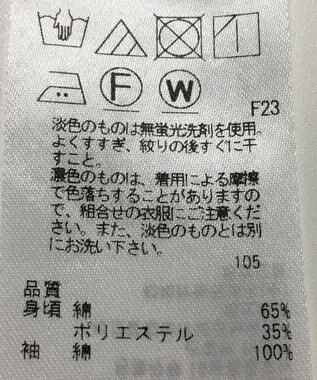 F W
F23
淡色のものは無蛍光洗剤を使用。
よくすすぎ、絞りの後すぐに干
すこと。
濃色のものは、着用による摩擦
で色落ちすることがありますの
で、組合せの衣服にご注意くだ
さい。また、淡色のものとは別
にお洗い下さい。
105
品質
身頃 綿 65%
ポリエステル 35%
袖 綿 100%